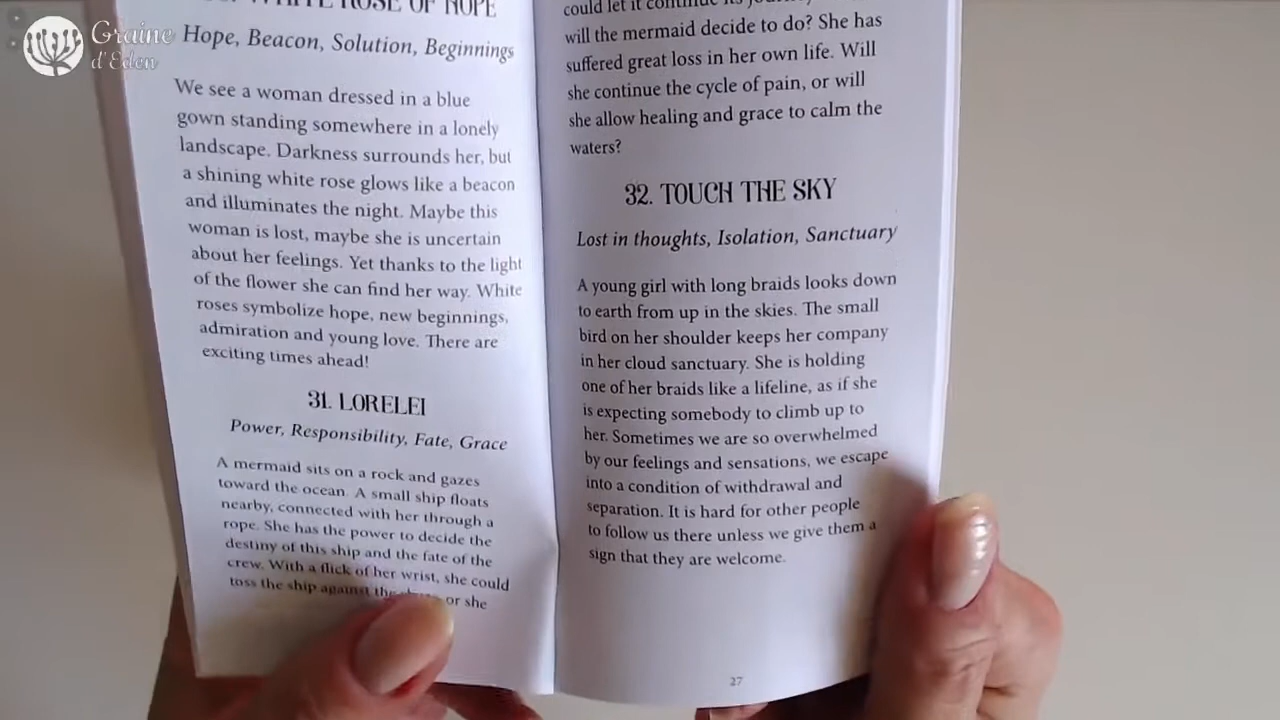 Graine
d'Eden
WHITE ROSE OF HOPE
Hope, Beacon, Solution, Beginnings
We see a woman dressed in a blue
gown standing somewhere in a lonely
landscape. Darkness surrounds her, but
a shining white rose glows like a beacon
and illuminates the night. Maybe this
woman is lost, maybe she is uncertain
about her feelings. Yet thanks to the light
of the flower she can find her way. White
roses symbolize hope, new beginnings,
admiration and young love. There are
exciting times ahead!
31. LORELEI
Power, Responsibility, Fate, Grace
A mermaid sits on a rock and gazes
toward the ocean. A small ship floats
nearby, connected with her through a
rope. She has the power to decide the
destiny of this ship and the fate of the
crew. With a flick of her wrist, she could
toss the ship against the or she
could let it continue its
will the mermaid decide to do? She has
suffered great loss in her own life. Will
she continue the cycle of pain, or will
she allow healing and grace to calm the
waters?
32. TOUCH THE SKY
Lost in thoughts, Isolation, Sanctuary
A young girl with long braids looks down
to earth from up in the skies. The small
bird on her shoulder keeps her company
in her cloud sanctuary. She is holding
one of her braids like a lifeline, as if she
is expecting somebody to climb up to
her. Sometimes we are so overwhelmed
by our feelings and sensations, we escape
into a condition of withdrawal and
separation. It is hard for other people
to follow us there unless we give them a
sign that they are welcome.
27